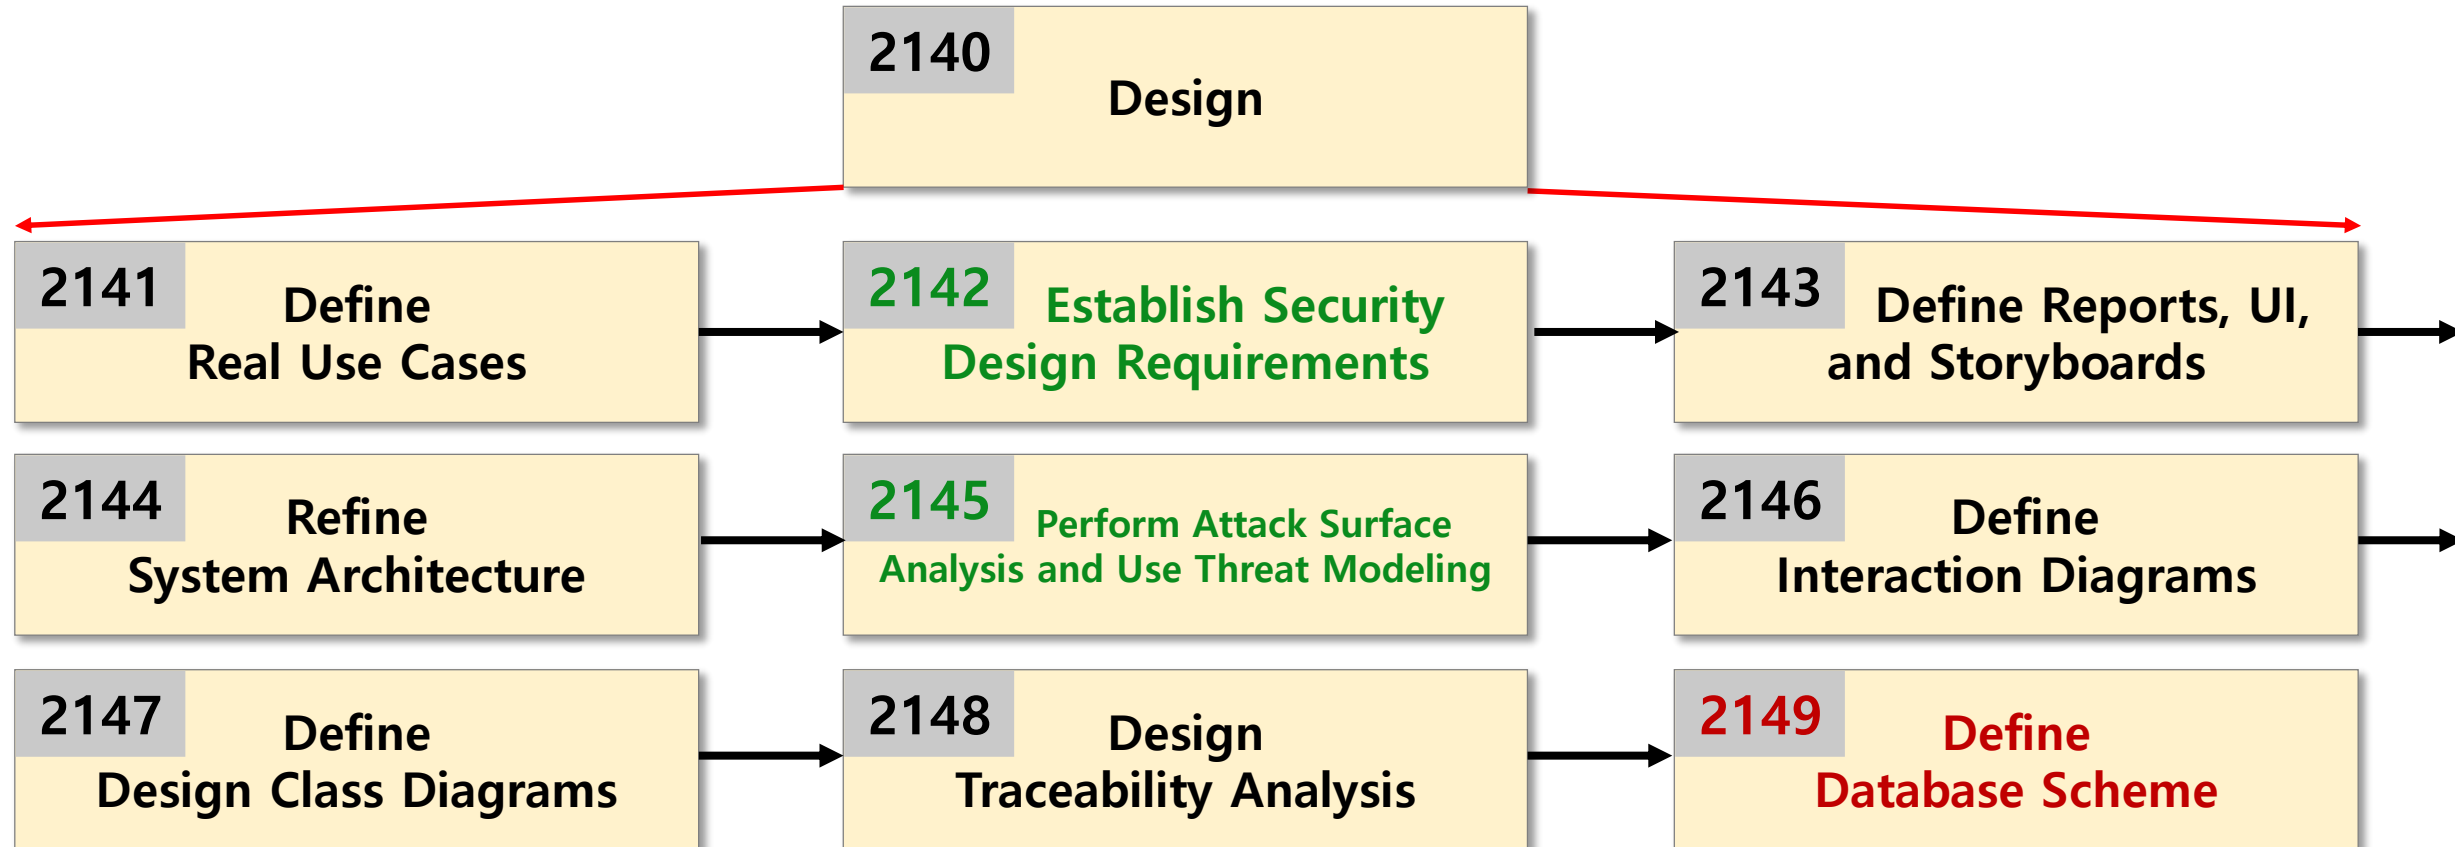 2140
Design
2141
Define
Real Use Cases
2142
Establish Security
Design Requirements
2143
Define Reports, UI,
and Storyboards
2144
Refine
System Architecture
2145
Perform Attack Surface
Analysis and Use Threat Modeling
2146
Define
Interaction Diagrams
2147
Define
Design Class Diagrams
2148
Design
Traceability Analysis
2149
Define
Database Scheme